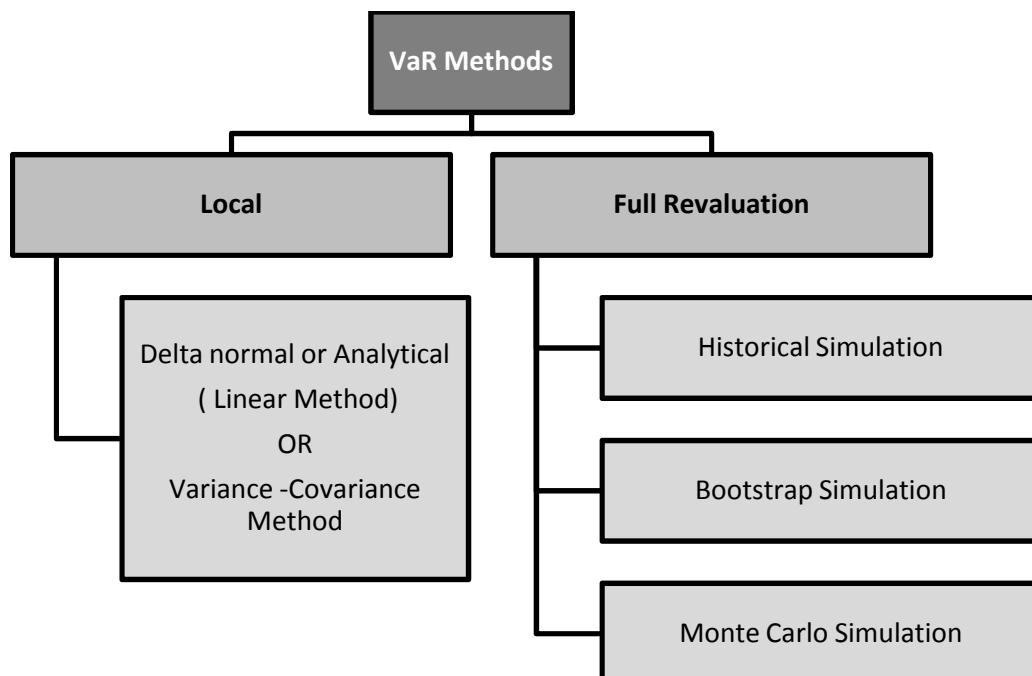 VaR Methods
Local
Full Revaluation
Delta normal or Analytical
( Linear Method)
OR
Variance -Covariance
Method
Historical Simulation
Bootstrap Simulation
Monte Carlo Simulation